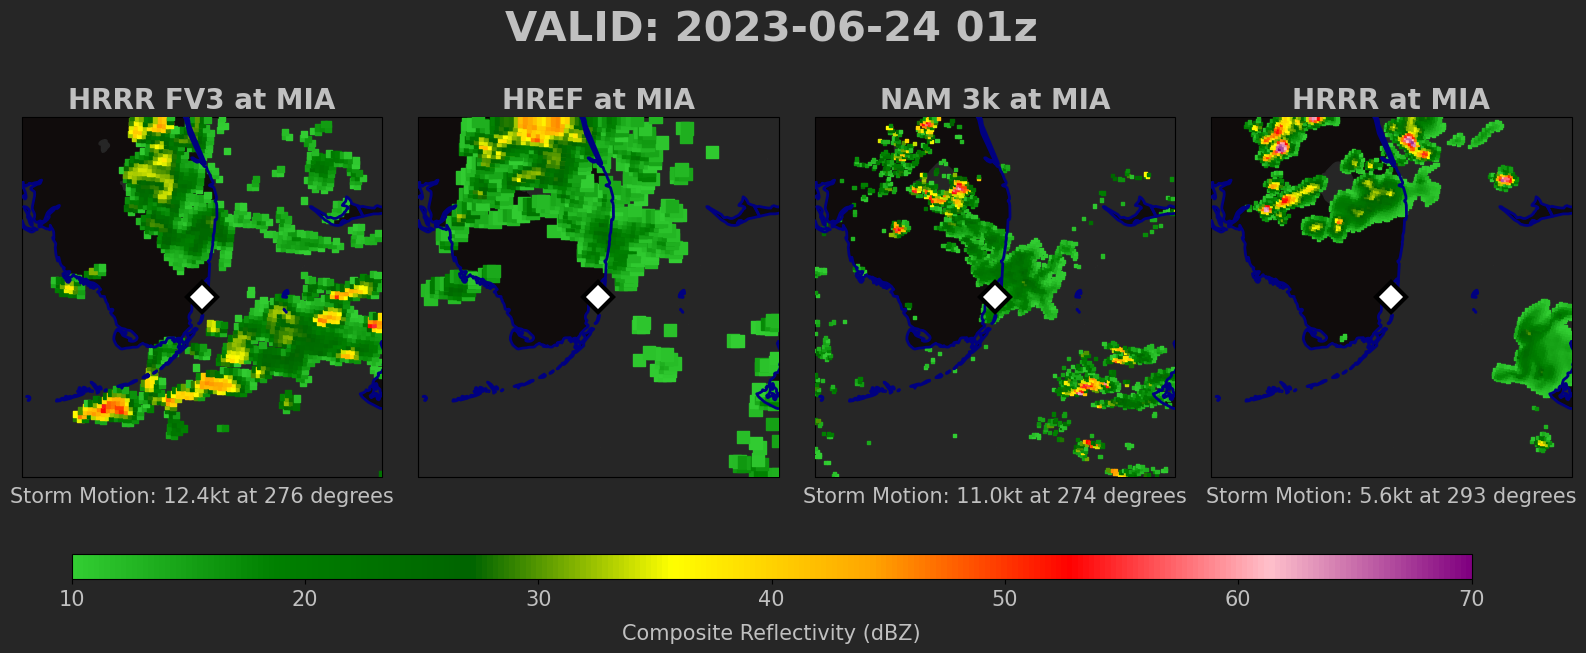 VALID: 2023-06-24 01z
HRRR FV3 at MIA
HREF at MIA
NAM 3k at MIA
HRRR at MIA
Storm Motion: 12.4kt at 276 degrees
Storm Motion: 11.0kt at 274 degrees
Storm Motion: 5.6kt at 293 degrees
10 20 30 40 50 60 70
Composite Reflectivity (dBZ)